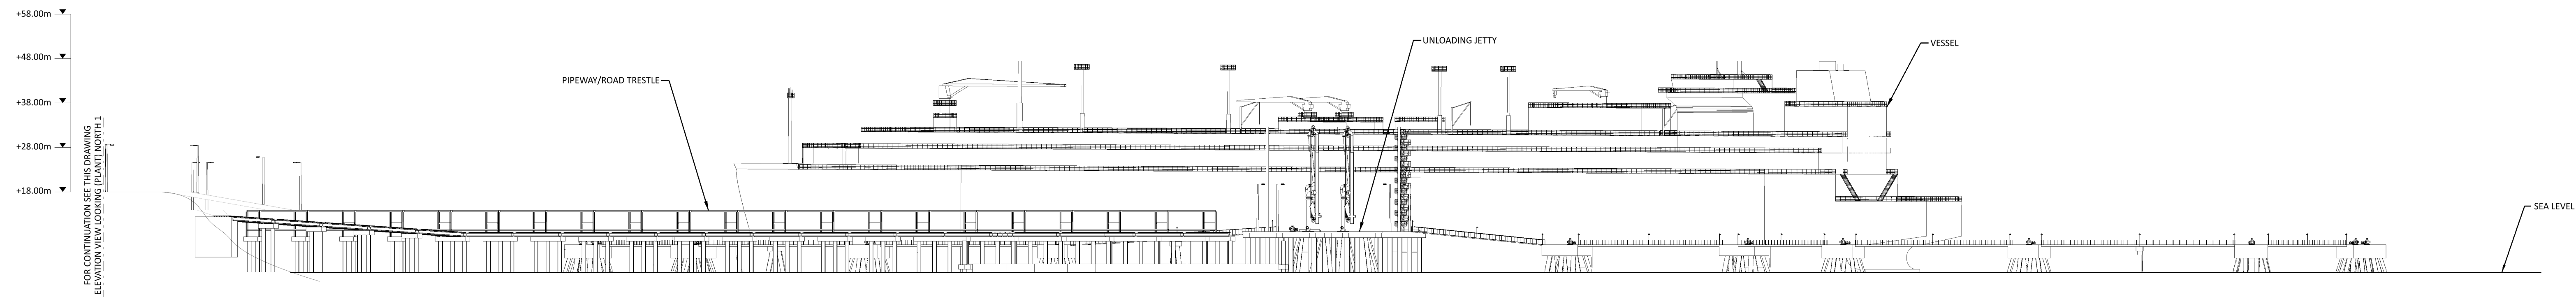 +58.00m
+48.00m
+38.00m
+28.00m
+18.00m
FOR CONTINUATION SEE THIS DRAWING
ELEVATION VIEW LOOKING (PLANT) NORTH 1
PIPEWAY/ROAD TRESTLE
UNLOADING JETTY
VESSEL
SEA LEVEL